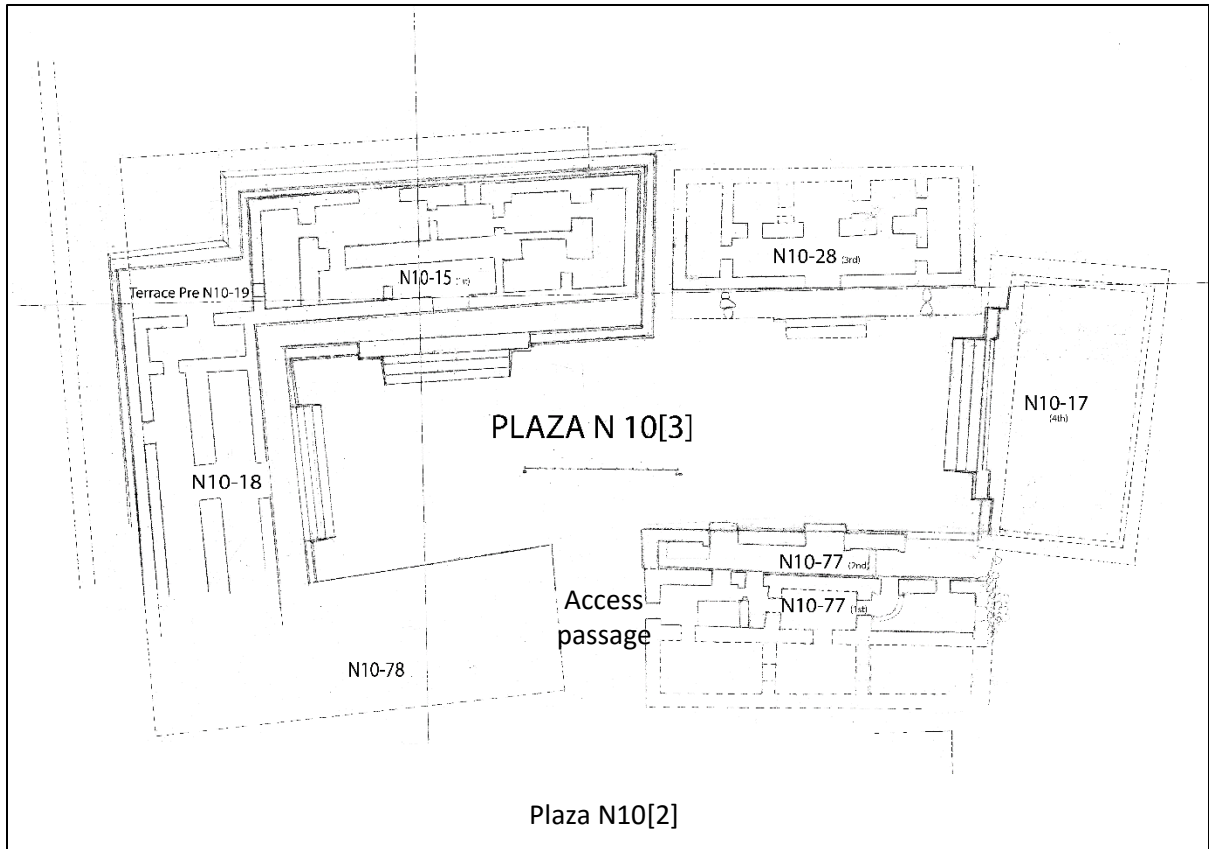 N10-28 (3rd)
N10-15 (1st)
Terrace Pre N10-19
N10-17
(4th)
PLAZA N 10[3]
N10-18
N10-77 (2nd)
Access
passage
N10-77 (1st)
N10-78
Plaza N10[2]